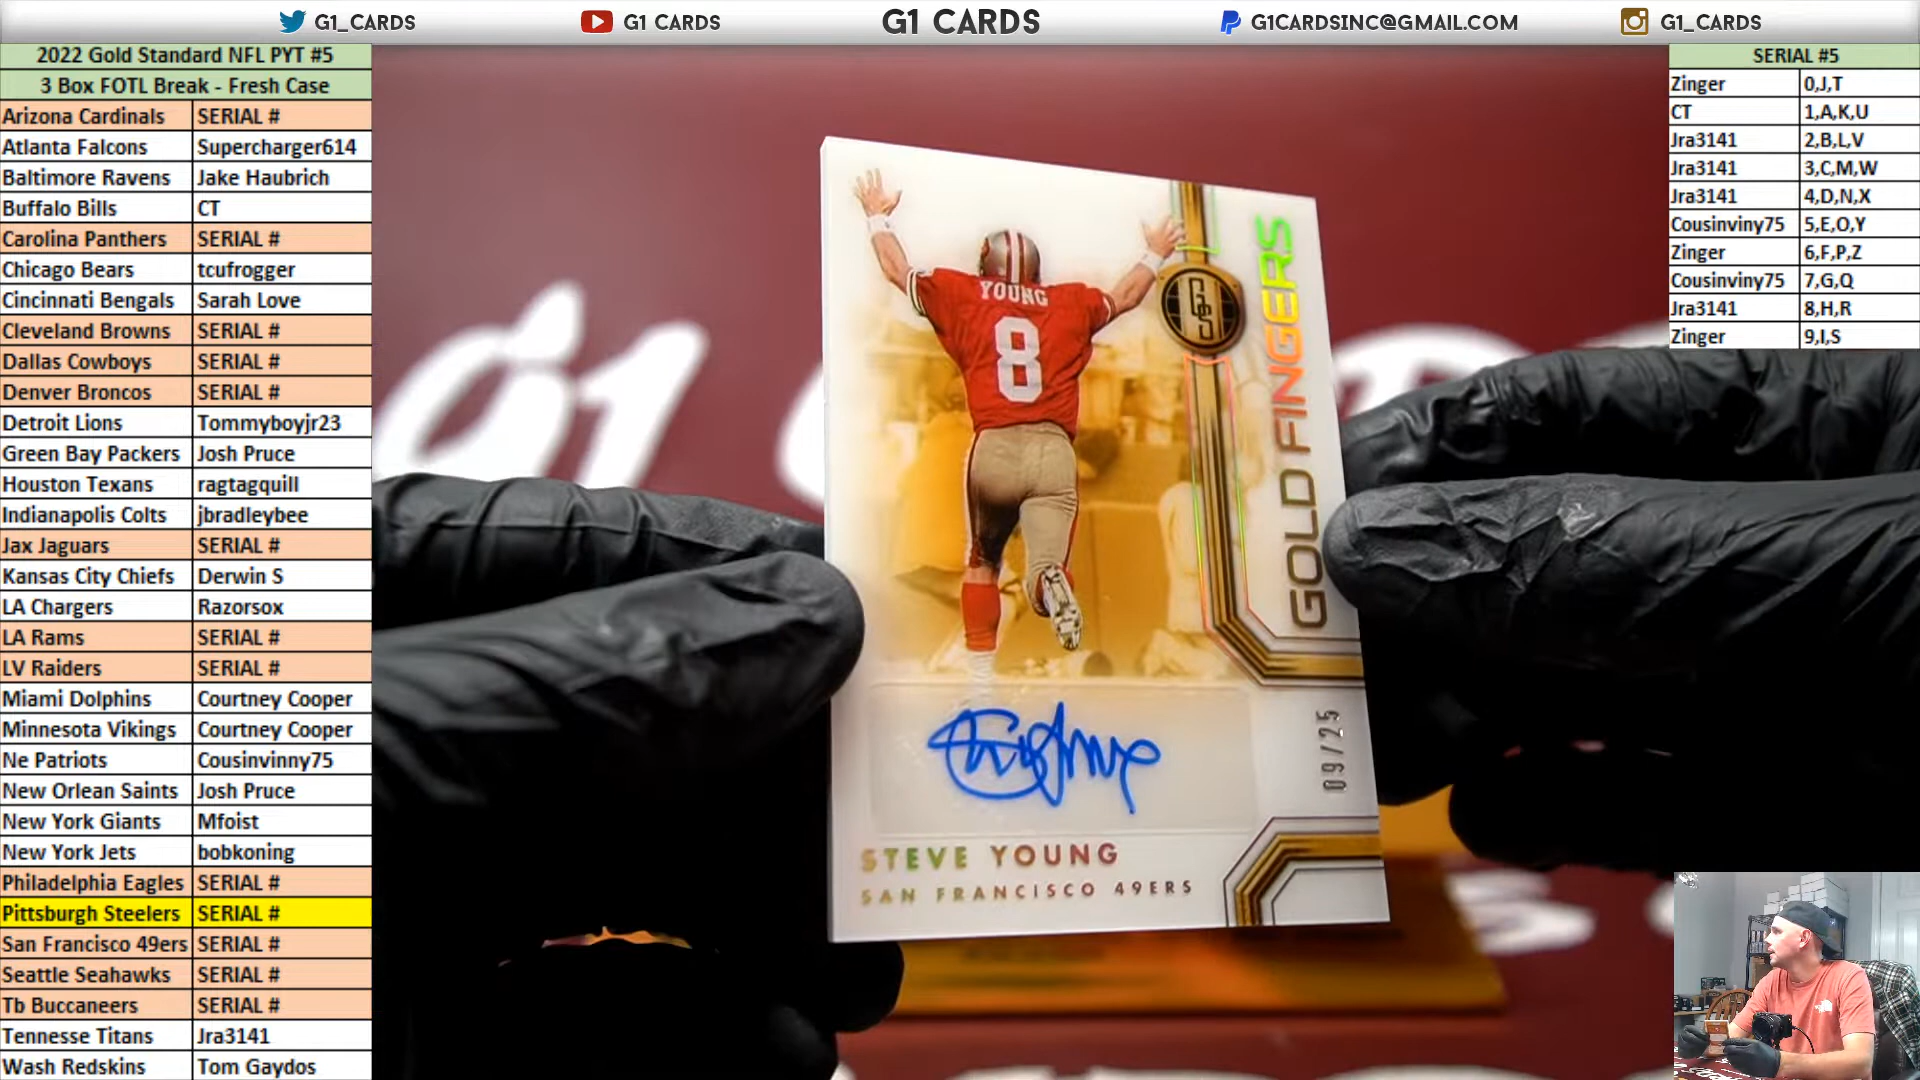 G1_CARDS
G1 CARDS
G1 CARDS
G1CARDSINC@GMAIL.COM
G1_CARDS
2022 Gold Standard NFL PYT #5
3 Box FOTL Break - Fresh Case
Arizona Cardinals SERIAL #
Atlanta Falcons Supercharger614
Baltimore Ravens Jake Haubrich
Buffalo Bills CT
Carolina Panthers SERIAL #
Chicago Bears tcufrogger
Cincinnati Bengals Sarah Love
Cleveland Browns SERIAL #
Dallas Cowboys SERIAL #
Denver Broncos SERIAL #
Detroit Lions Tommyboyjr23
Green Bay Packers Josh Pruce
Houston Texans ragtagquill
Indianapolis Colts jbradleybee
Jax Jaguars SERIAL #
Kansas City Chiefs Derwin S
LA Chargers Razorsox
LA Rams SERIAL #
LV Raiders SERIAL #
Miami Dolphins Courtney Cooper
Minnesota Vikings Courtney Cooper
Ne Patriots Cousinvinny75
New Orlean Saints Josh Pruce
New York Giants Mfoist
New York Jets bobkoning
Philadelphia Eagles SERIAL #
Pittsburgh Steelers SERIAL #
San Francisco 49ers SERIAL #
Seattle Seahawks SERIAL #
Tb Buccaneers SERIAL #
Tennesse Titans Jra3141
Wash Redskins Tom Gaydos
G1
YOUNG
8
GS
GOLD FINGERS
09/25
STEVE YOUNG
SAN FRANCISCO 49ERS
SERIAL #5
Zinger 0,J,T
CT 1,A,K,U
Jra3141 2,B,L,V
Jra3141 3,C,M,W
Jra3141 4,D,N,X
Cousinviny75 5,E,O,Y
Zinger 6,F,P,Z
Cousinviny75 7,G,Q
Jra3141 8,H,R
Zinger 9,I,S